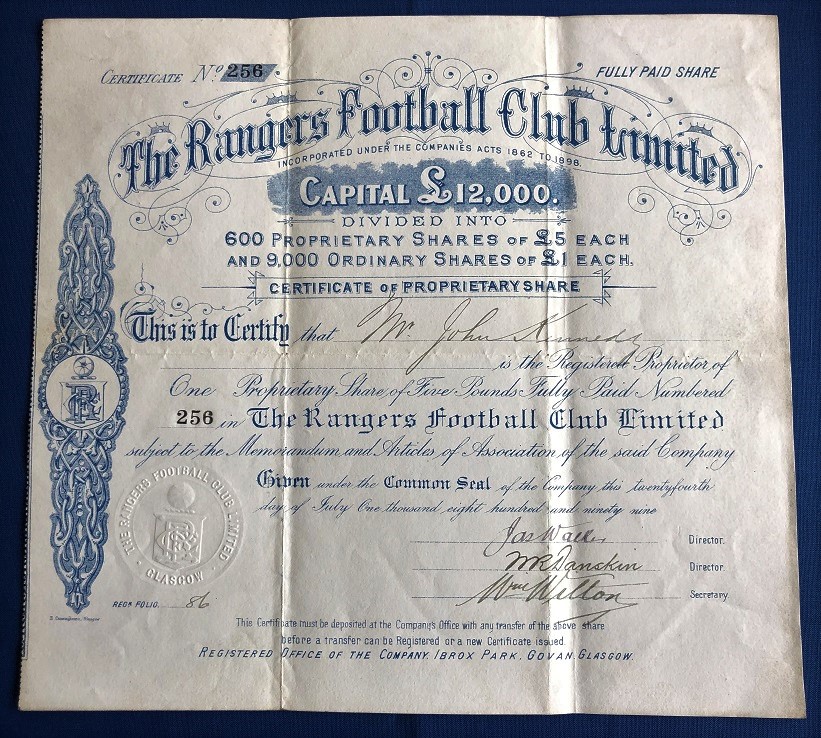 CERTIFICATE No 256
FULLY PAID SHARE
The Rangers Football Club Limited
INCORPORATED UNDER THE COMPANIES ACTS 1862 TO 1898.
CAPITAL £12,000.
DIVIDED INTO
600 PROPRIETARY SHARES OF £5 EACH
AND 9,000 ORDINARY SHARES OF £1 EACH,
CERTIFICATE OF PROPRIETARY SHARE
This is to Certify that Mr. John Kennedy
is the Registered Proprietor of
One Proprietary Share, of Five Pounds Fully Paid Numbered
256 in The Rangers Football Club Limited
subject to the Memorandum and Articles of Association of the said Company
Given under the Common Seal of the Company this twentyfourth
day of July One thousand eight hundred and ninety nine
Jas Walker Director.
W R Danskin Director.
Wm Wilton Secretary.
THE RANGERS FOOTBALL CLUB LIMITED
GLASGOW
REGR FOLIO 86
This Certificate must be deposited at the Company's Office with any transfer of the above share
before a transfer can be Registered or a new Certificate issued.
REGISTERED OFFICE OF THE COMPANY, IBROX PARK, GOVAN, GLASGOW.